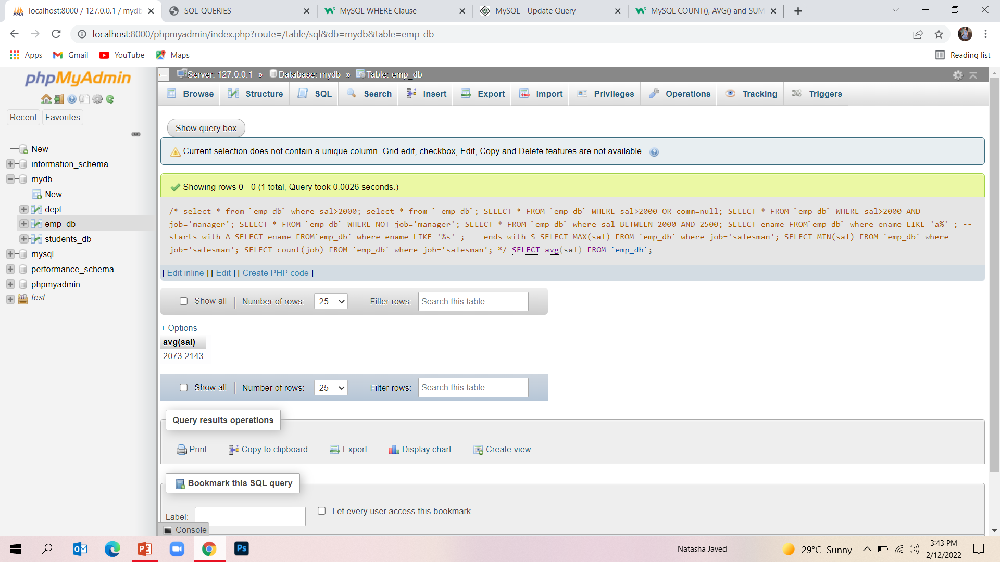 localhost:8000 / 127.0.0.1 / mydb
SQL-QUERIES
MySQL WHERE Clause
MySQL - Update Query
MySQL COUNT(), AVG() and SUM
localhost:8000/phpmyadmin/index.php?route=/table/sql&db=mydb&table=emp_db
Apps
Gmail
YouTube
Maps
Reading list
phpMyAdmin
Recent
Favorites
New
information_schema
mydb
New
dept
emp_db
students_db
mysql
performance_schema
phpmyadmin
test
Server: 127.0.0.1 » Database: mydb » Table: emp_db
Browse
Structure
SQL
Search
Insert
Export
Import
Privileges
Operations
Tracking
Triggers
Show query box
Current selection does not contain a unique column. Grid edit, checkbox, Edit, Copy and Delete features are not available.
Showing rows 0 - 0 (1 total, Query took 0.0026 seconds.)
/* select * from `emp_db` where sal>2000; select * from ` emp_db`; SELECT * FROM `emp_db` WHERE sal>2000 OR comm=null; SELECT * FROM `emp_db` WHERE sal>2000 AND
job='manager'; SELECT * FROM `emp_db` WHERE NOT job='manager'; SELECT * FROM `emp_db` where sal BETWEEN 2000 AND 2500; SELECT ename FROM`emp_db` where ename LIKE 'a%' ; --
starts with A SELECT ename FROM`emp_db` where ename LIKE '%s' ; -- ends with S SELECT MAX(sal) FROM `emp_db` where job='salesman'; SELECT MIN(sal) FROM `emp_db` where
job='salesman'; SELECT count(job) FROM `emp_db` where job='salesman'; */ SELECT avg(sal) FROM `emp_db`;
[ Edit inline ] [ Edit ] [ Create PHP code ]
Show all
Number of rows:
25
Filter rows:
Search this table
+ Options
avg(sal)
2073.2143
Show all
Number of rows:
25
Filter rows:
Search this table
Query results operations
Print
Copy to clipboard
Export
Display chart
Create view
Bookmark this SQL query
Label:
Let every user access this bookmark
Console
Natasha Javed
29°C Sunny
3:43 PM
2/12/2022